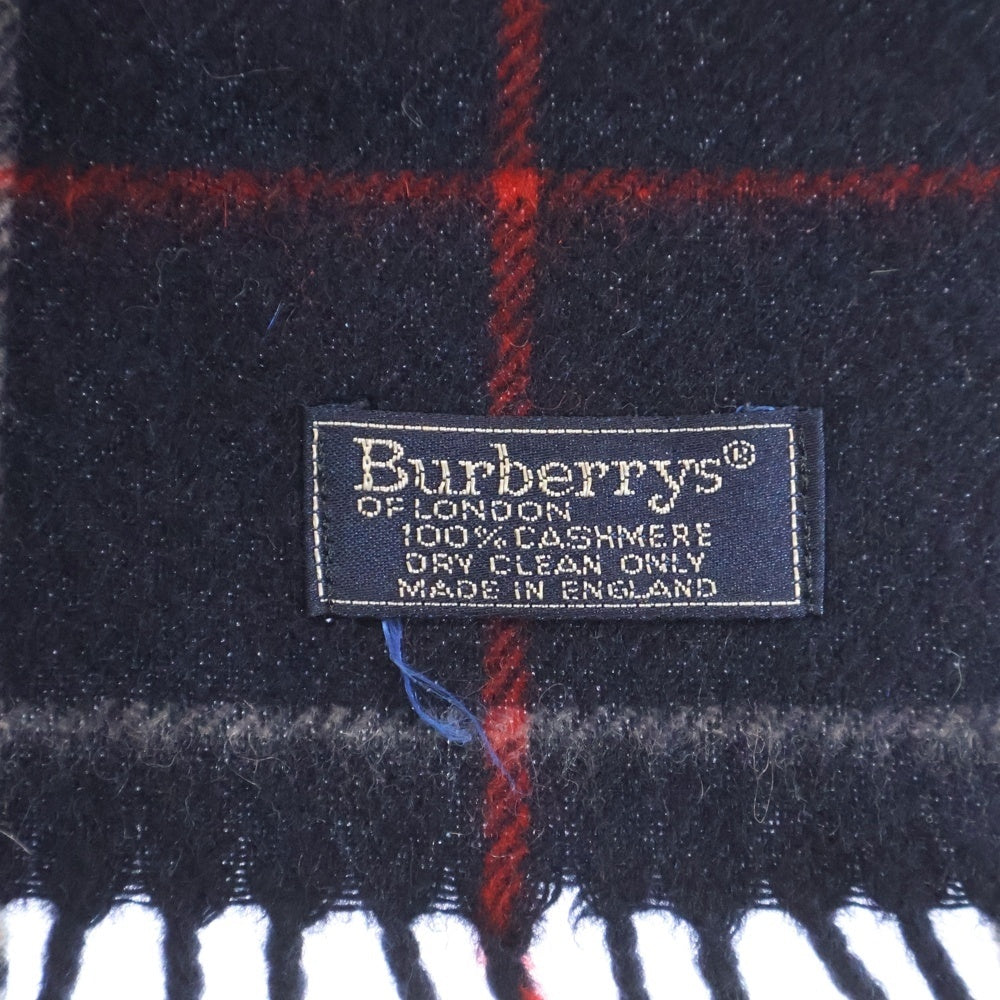 Burberrys®
OF LONDON
100% CASHMERE
DRY CLEAN ONLY
MADE IN ENGLAND